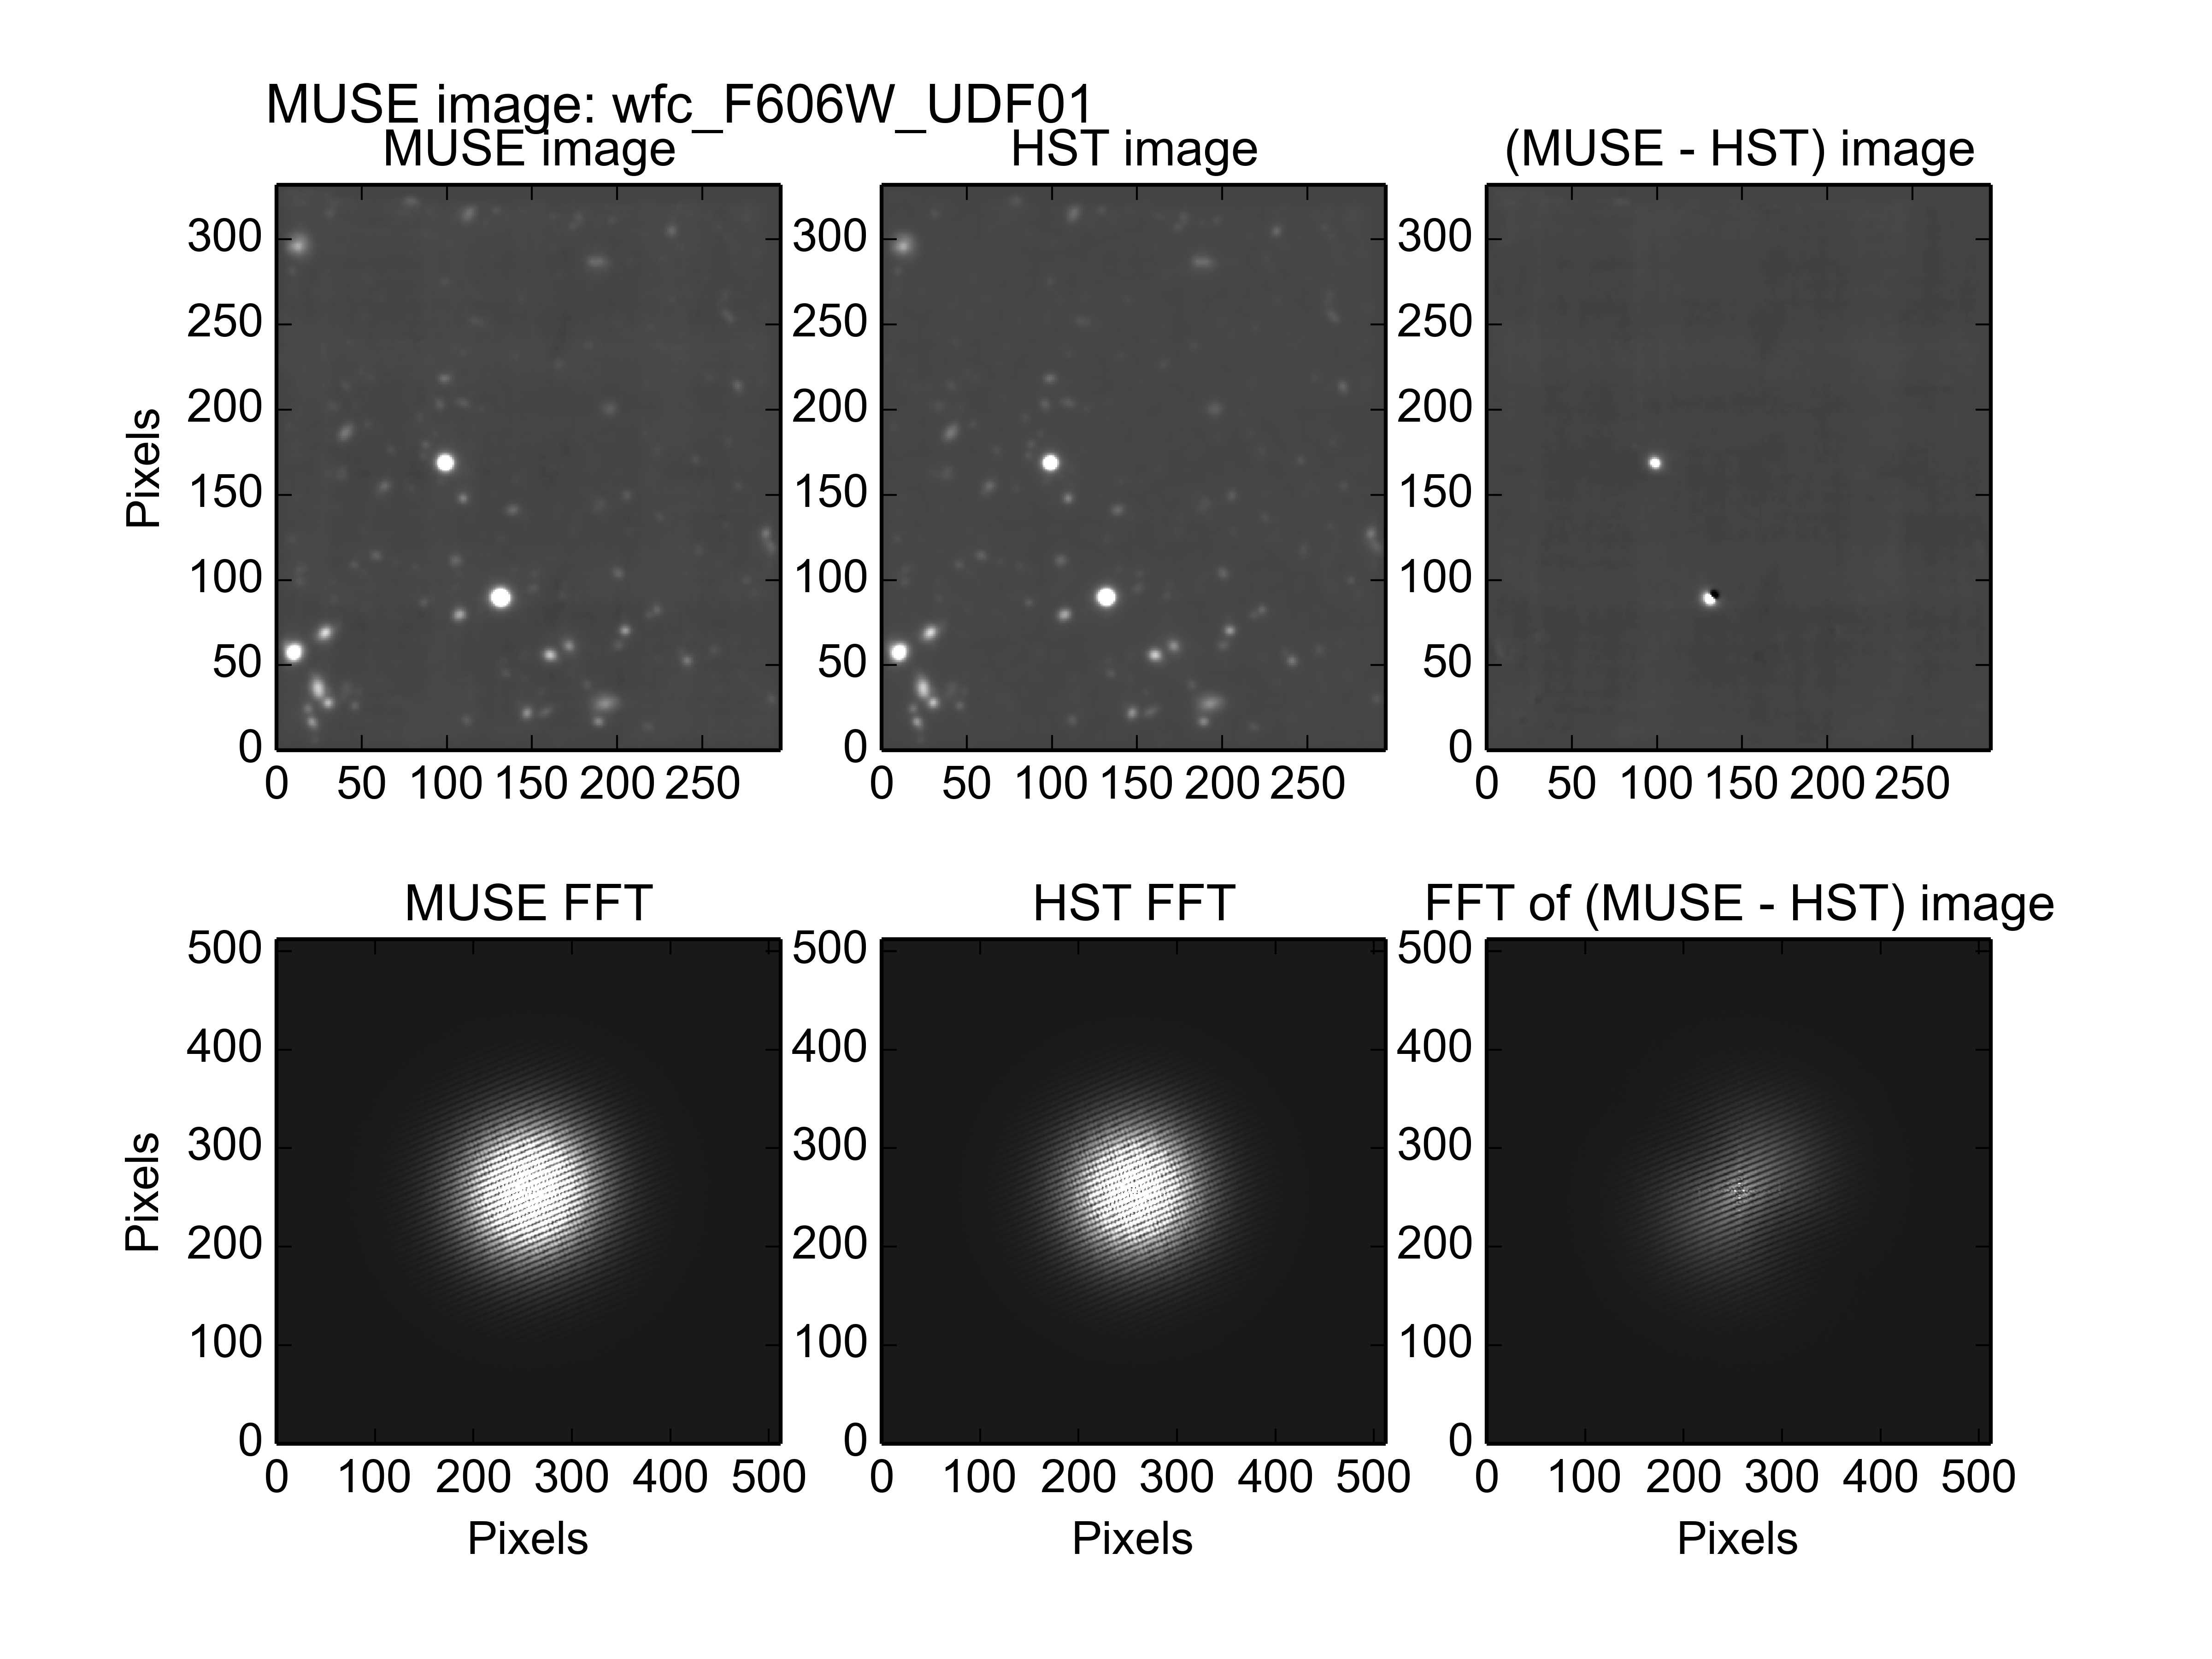 MUSE image: wfc_F606W_UDF01
MUSE image
HST image
(MUSE - HST) image
Pixels
300
250
200
150
100
50
0
0 50 100 150 200 250
300
250
200
150
100
50
0
0 50 100 150 200 250
300
250
200
150
100
50
0
0 50 100 150 200 250
MUSE FFT
HST FFT
FFT of (MUSE - HST) image
Pixels
500
400
300
200
100
0
0 100 200 300 400 500
Pixels
500
400
300
200
100
0
0 100 200 300 400 500
Pixels
500
400
300
200
100
0
0 100 200 300 400 500
Pixels